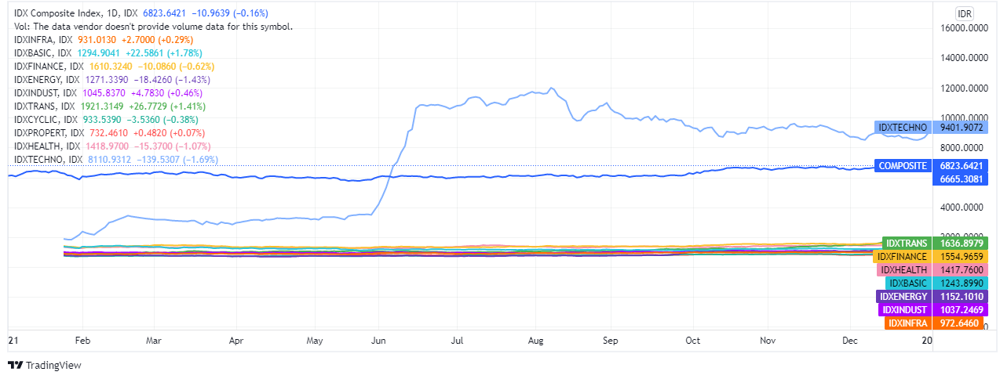 IDX Composite Index, 1D, IDX 6823.6421 −10.9639 (−0.16%)
IDR
Vol: The data vendor doesn't provide volume data for this symbol.
16000.0000
IDXINFRA, IDX 931.0130 +2.7000 (+0.29%)
IDXBASIC, IDX 1294.9041 +22.5861 (+1.78%)
14000.0000
IDXFINANCE, IDX 1610.3240 −10.0860 (−0.62%)
IDXENERGY, IDX 1271.3390 −18.4260 (−1.43%)
12000.0000
IDXINDUST, IDX 1045.8370 +4.7830 (+0.46%)
IDXTRANS, IDX 1921.3149 +26.7729 (+1.41%)
IDXCYCLIC, IDX 933.5390 −3.5360 (−0.38%)
10000.0000
IDXTECHNO 9401.9072
IDXPROPERT, IDX 732.4610 +0.4820 (+0.07%)
IDXHEALTH, IDX 1418.9700 −15.3700 (−1.07%)
8000.0000
IDXTECHNO, IDX 8110.9312 −139.5307 (−1.69%)
COMPOSITE 6823.6421
6665.3081
4000.0000
IDXTRANS 1636.8979
IDXFINANCE 1554.9659
IDXHEALTH 1417.7600
IDXBASIC 1243.8990
IDXENERGY 1152.1010
IDXINDUST 1037.2469
IDXINFRA 972.6460
21 Feb Mar Apr May Jun Jul Aug Sep Oct Nov Dec 20
TradingView